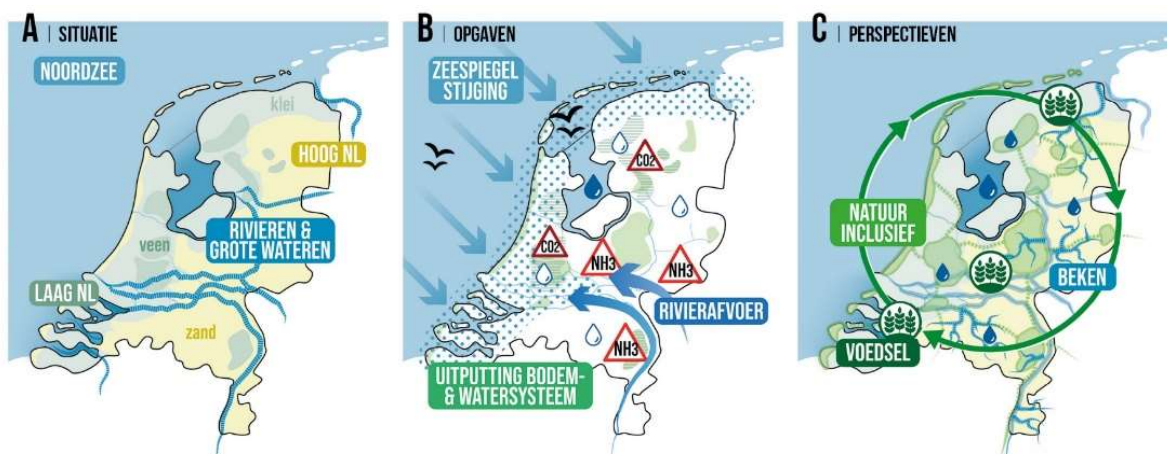 A | SITUATIE
NOORDZEE
klei
HOOG NL
RIVIEREN &
GROTE WATEREN
veen
LAAG NL
zand
B | OPGAVEN
ZEESPIEGEL
STIJGING
CO2
CO2
NH3
NH3
RIVIERAFVOER
NH3
UITPUTTING BODEM-
& WATERSYSTEEM
C | PERSPECTIEVEN
NATUUR
INCLUSIEF
BEKEN
VOEDSEL